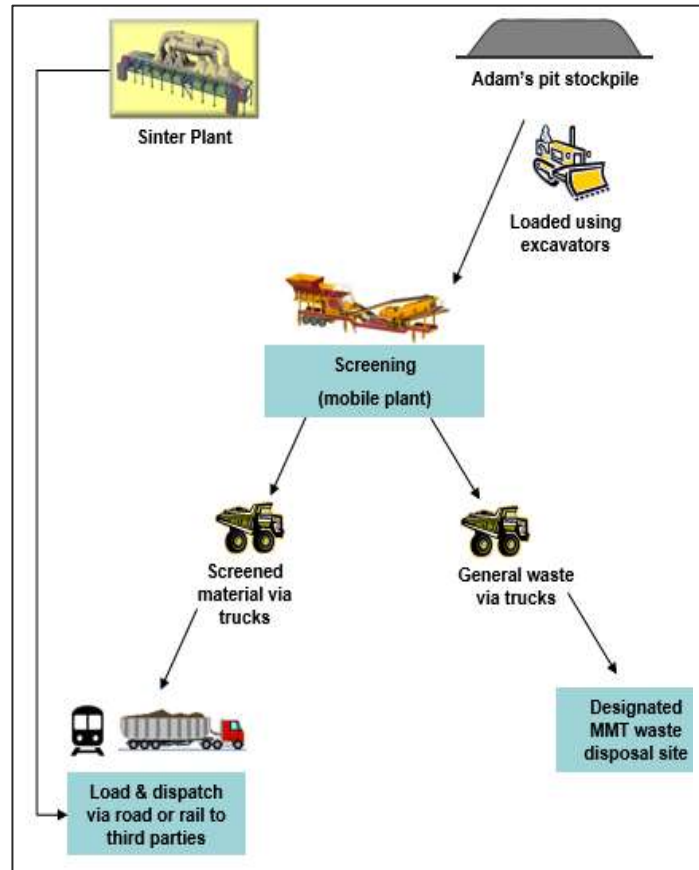 Sinter Plant
Adam's pit stockpile
Loaded using
excavators
Screening
(mobile plant)
Screened
material via
trucks
General waste
via trucks
Load & dispatch
via road or rail to
third parties
Designated
MMT waste
disposal site